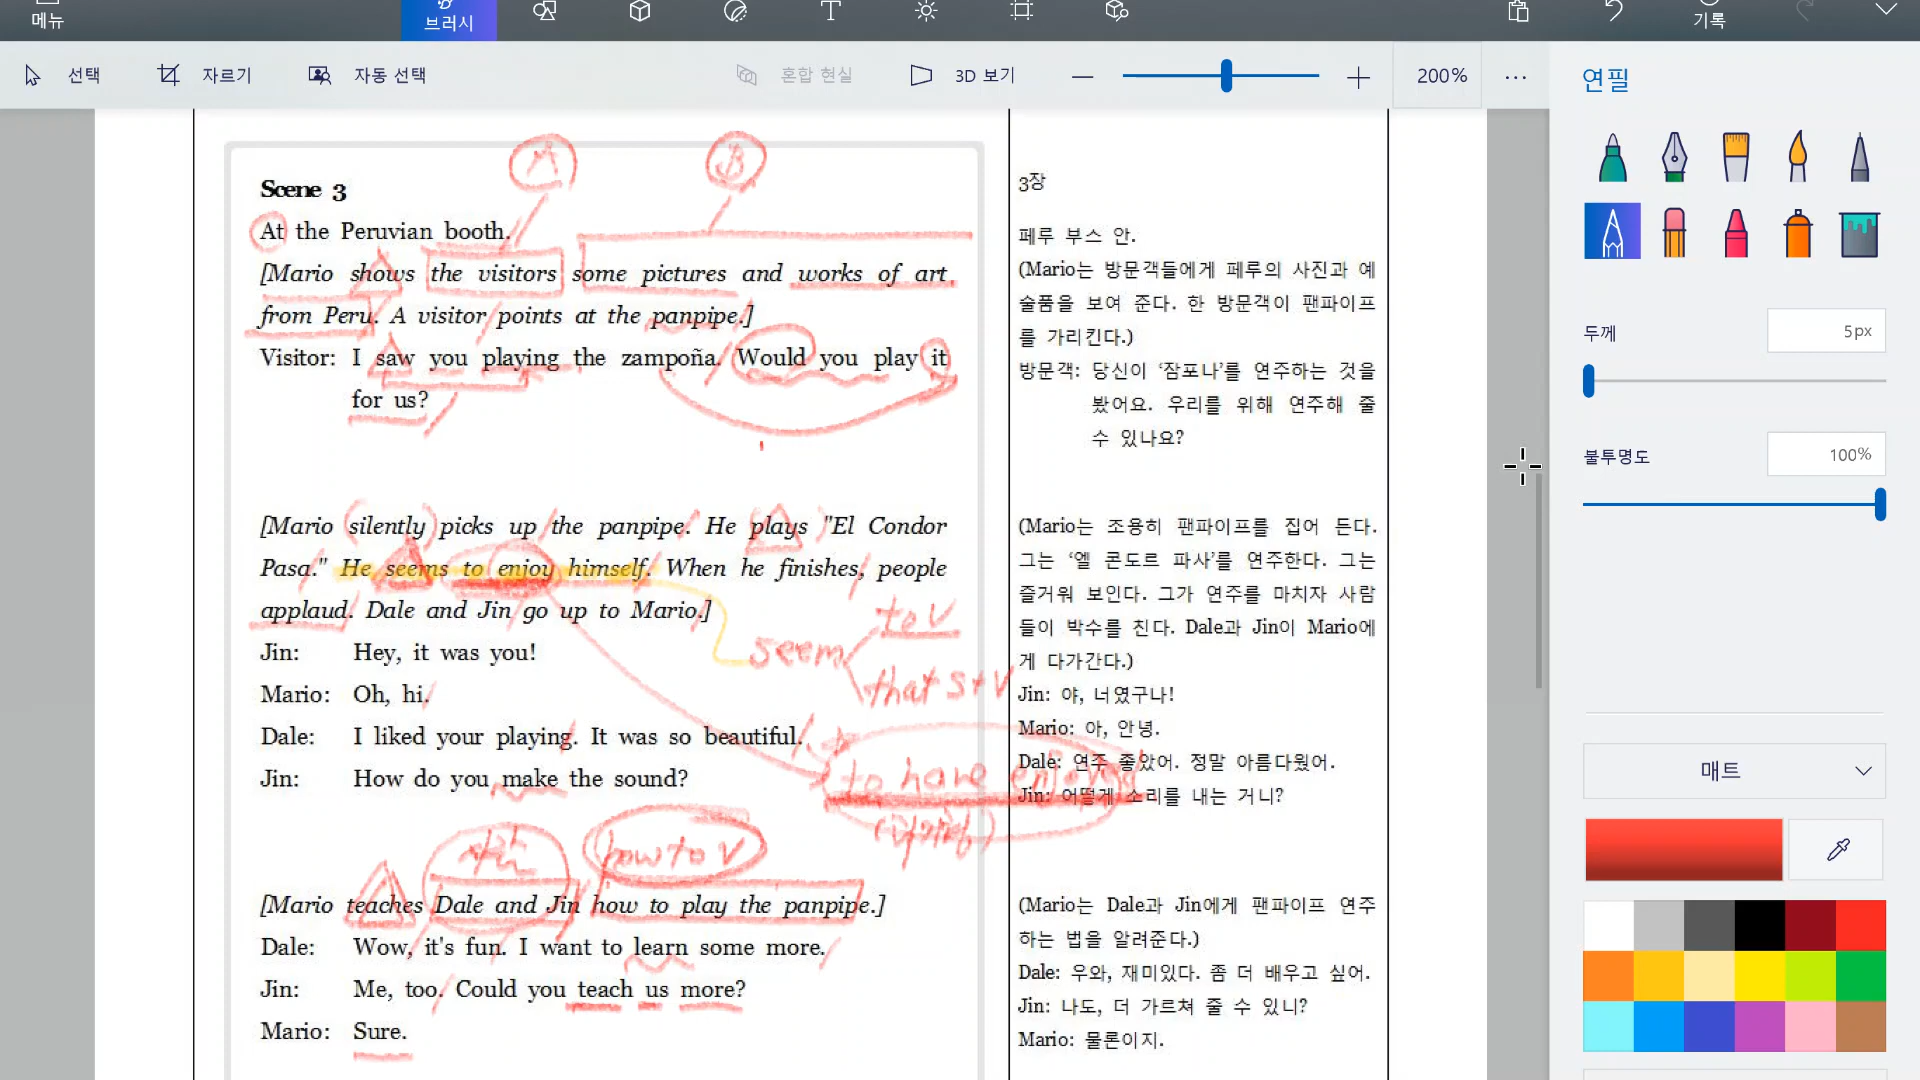 메뉴
브러시
기록
선택
자르기
자동 선택
혼합 현실
3D 보기
200%
연필
두께
5px
불투명도
100%
매트
A
B
Scene 3
At the Peruvian booth.
[Mario shows the visitors some pictures and works of art
from Peru. A visitor points at the panpipe.]
Visitor: I saw you playing the zampoña. Would you play it
for us?
[Mario silently picks up the panpipe. He plays "El Condor
Pasa." He seems to enjoy himself. When he finishes, people
applaud. Dale and Jin go up to Mario.]
to V
seem
that S+V
Jin: Hey, it was you!
Mario: Oh, hi.
Dale: I liked your playing. It was so beautiful.
Jin: How do you make the sound?
to have enjoyed
how to V
[Mario teaches Dale and Jin how to play the panpipe.]
Dale: Wow, it's fun. I want to learn some more.
Jin: Me, too. Could you teach us more?
Mario: Sure.
3장
페루 부스 안.
(Mario는 방문객들에게 페루의 사진과 예
술품을 보여 준다. 한 방문객이 팬파이프
를 가리킨다.)
방문객: 당신이 ‘잠포나’를 연주하는 것을
봤어요. 우리를 위해 연주해 줄
수 있나요?
(Mario는 조용히 팬파이프를 집어 든다.
그는 ‘엘 콘도르 파사’를 연주한다. 그는
즐거워 보인다. 그가 연주를 마치자 사람
들이 박수를 친다. Dale과 Jin이 Mario에
게 다가간다.)
Jin: 야, 너였구나!
Mario: 아, 안녕.
Dale: 연주 좋았어. 정말 아름다웠어.
Jin: 어떻게 소리를 내는 거니?
(Mario는 Dale과 Jin에게 팬파이프 연주
하는 법을 알려준다.)
Dale: 우와, 재미있다. 좀 더 배우고 싶어.
Jin: 나도, 더 가르쳐 줄 수 있니?
Mario: 물론이지.